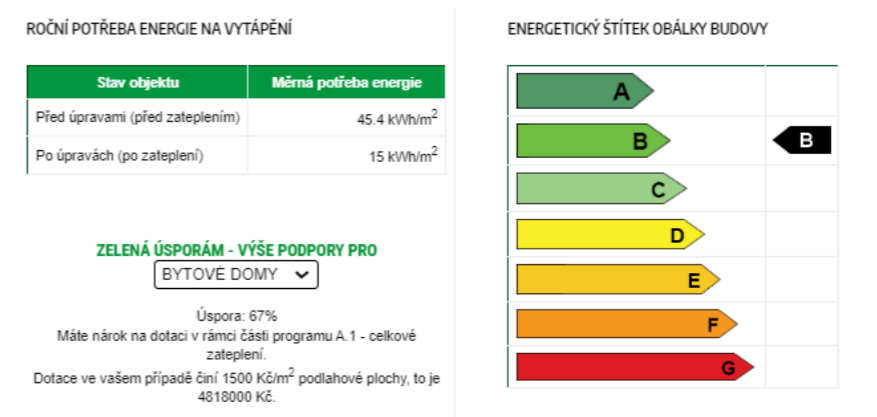 ROČNÍ POTŘEBA ENERGIE NA VYTÁPĚNÍ
Stav objektu Měrná potřeba energie
Před úpravami (před zateplením) 45.4 kWh/m2
Po úpravách (po zateplení) 15 kWh/m2
ZELENÁ ÚSPORÁM - VÝŠE PODPORY PRO
BYTOVÉ DOMY
Úspora: 67%
Máte nárok na dotaci v rámci části programu A.1 - celkové
zateplení.
Dotace ve vašem případě činí 1500 Kč/m2 podlahové plochy, to je
4818000 Kč.
ENERGETICKÝ ŠTÍTEK OBÁLKY BUDOVY
A
B B
C
D
E
F
G